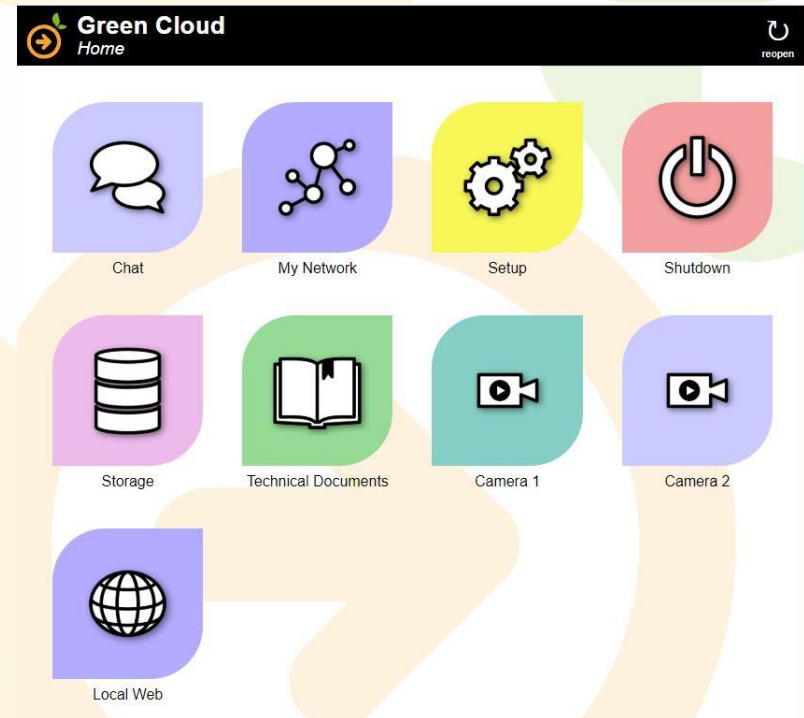 Green Cloud
Home
reopen
Chat
My Network
Setup
Shutdown
Storage
Technical Documents
Camera 1
Camera 2
Local Web